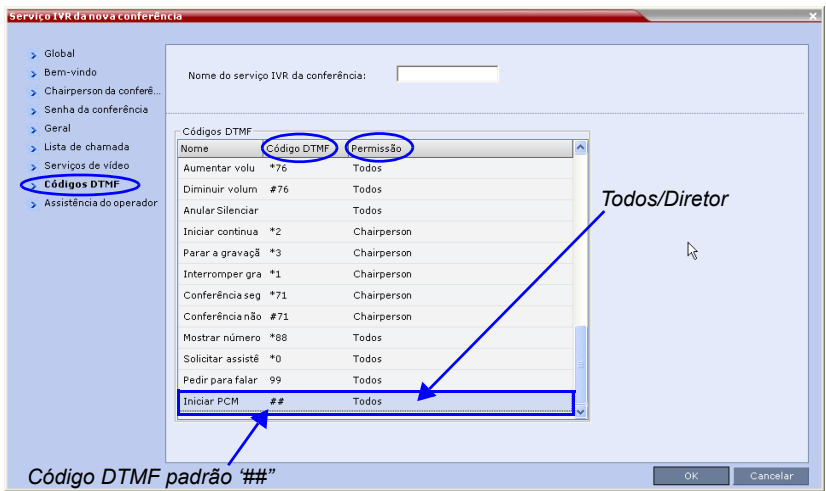 Serviço IVR da nova conferência
Global
Bem-vindo
Chairperson da conferê...
Senha da conferência
Geral
Lista de chamada
Serviços de vídeo
Códigos DTMF
Assistência do operador
Nome do serviço IVR da conferência:
Códigos DTMF
Nome Código DTMF Permissão
Aumentar volu *76 Todos
Diminuir volum #76 Todos
Anular Silenciar Todos
Iniciar continua *2 Chairperson
Parar a gravaçã *3 Chairperson
Interromper gra *1 Chairperson
Conferência seg *71 Chairperson
Conferência não #71 Chairperson
Mostrar número *88 Todos
Solicitar assistê *0 Todos
Pedir para falar 99 Todos
Iniciar PCM ## Todos
Todos/Diretor
Código DTMF padrão ‘##”
OK Cancelar